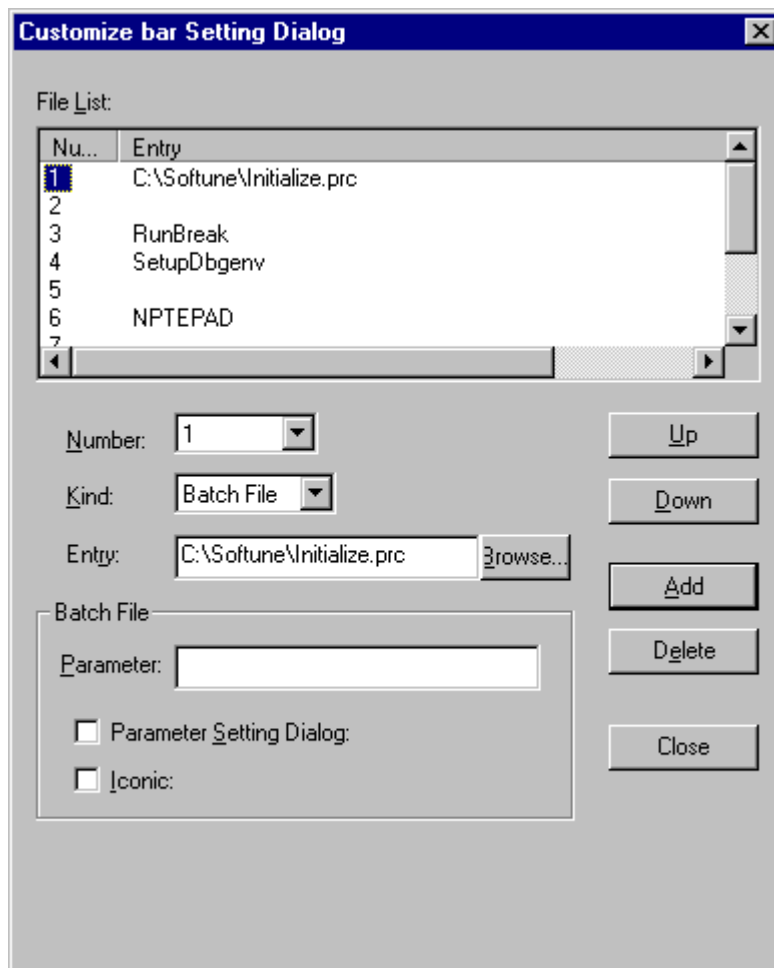 Customize bar Setting Dialog
File List:
Nu... Entry
1 C:\Softune\Initialize.prc
2
3 RunBreak
4 SetupDbgenv
5
6 NPTEPAD
7
Number: 1 Up
Kind: Batch File Down
Entry: C:\Softune\Initialize.prc Browse...
Add
Batch File
Parameter: Delete
Parameter Setting Dialog:
Close
Iconic: